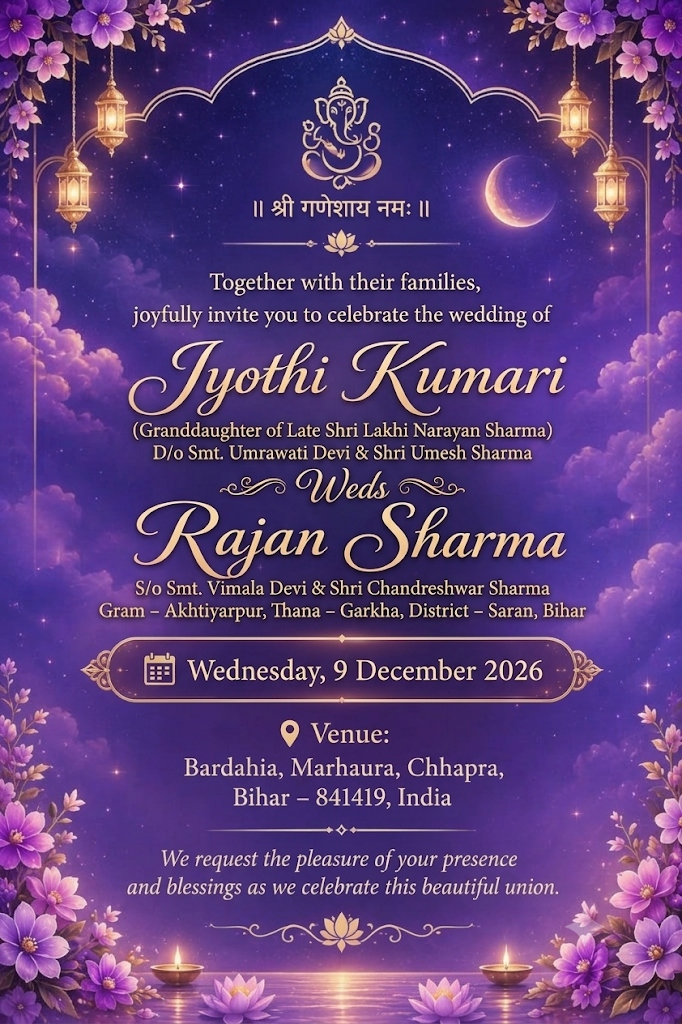 ॥ श्री गणेशाय नमः ॥
Together with their families,
joyfully invite you to celebrate the wedding of
Jyothi Kumari
(Granddaughter of Late Shri Lakhi Narayan Sharma)
D/o Smt. Umrawati Devi & Shri Umesh Sharma
Weds
Rajan Sharma
S/o Smt. Vimala Devi & Shri Chandreshwar Sharma
Gram – Akhtiyarpur, Thana – Garkha, District – Saran, Bihar
Wednesday, 9 December 2026
Venue:
Bardahia, Marhaura, Chhapra,
Bihar – 841419, India
We request the pleasure of your presence
and blessings as we celebrate this beautiful union.